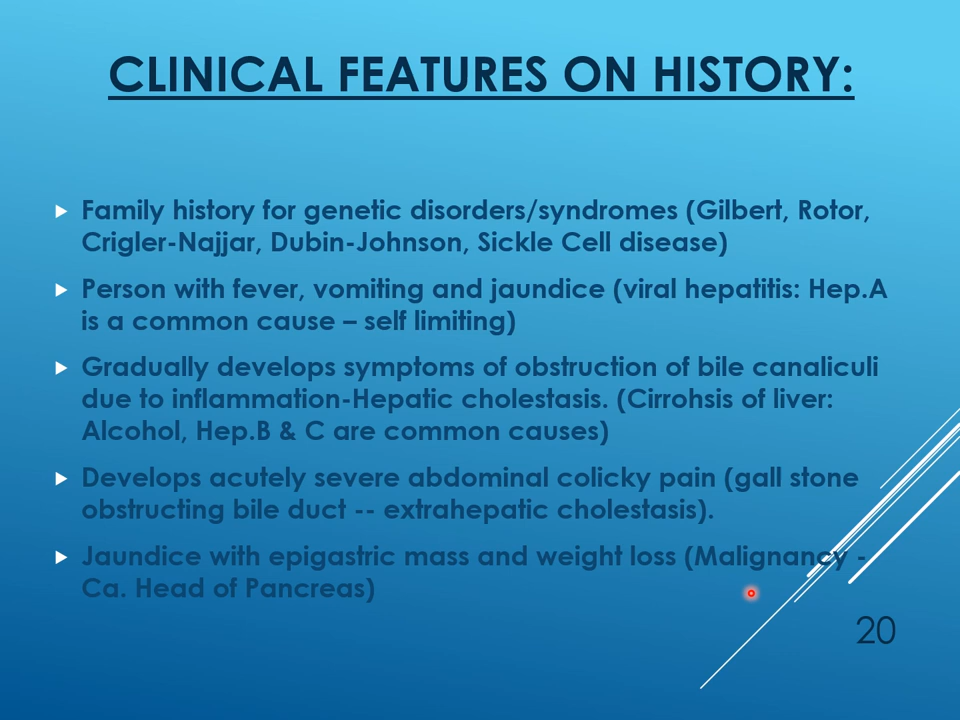 CLINICAL FEATURES ON HISTORY:
Family history for genetic disorders/syndromes (Gilbert, Rotor,
Crigler-Najjar, Dubin-Johnson, Sickle Cell disease)
Person with fever, vomiting and jaundice (viral hepatitis: Hep.A
is a common cause – self limiting)
Gradually develops symptoms of obstruction of bile canaliculi
due to inflammation-Hepatic cholestasis. (Cirrohsis of liver:
Alcohol, Hep.B & C are common causes)
Develops acutely severe abdominal colicky pain (gall stone
obstructing bile duct -- extrahepatic cholestasis).
Jaundice with epigastric mass and weight loss (Malignancy -
Ca. Head of Pancreas)
20